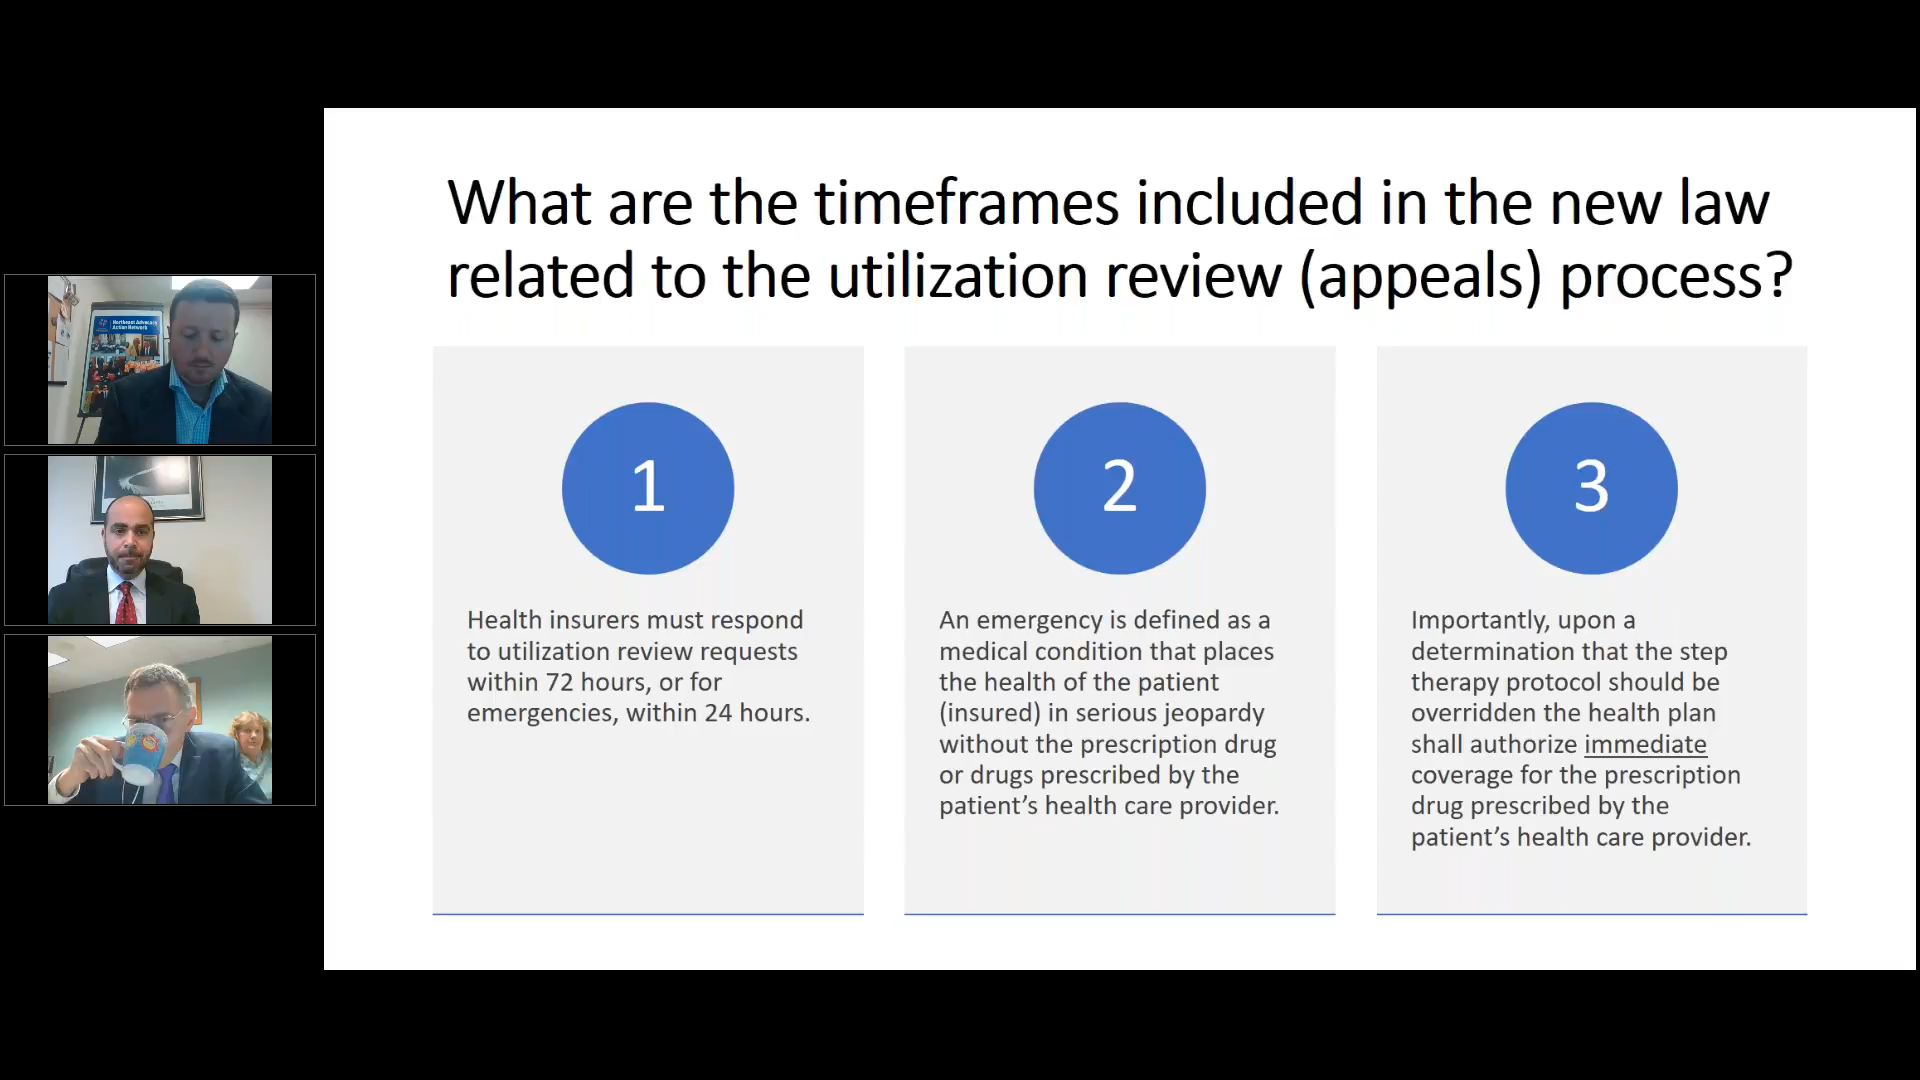 What are the timeframes included in the new law
related to the utilization review (appeals) process?
1
Health insurers must respond
to utilization review requests
within 72 hours, or for
emergencies, within 24 hours.
2
An emergency is defined as a
medical condition that places
the health of the patient
(insured) in serious jeopardy
without the prescription drug
or drugs prescribed by the
patient’s health care provider.
3
Importantly, upon a
determination that the step
therapy protocol should be
overridden the health plan
shall authorize immediate
coverage for the prescription
drug prescribed by the
patient’s health care provider.
Northeast Advocacy
Action Network